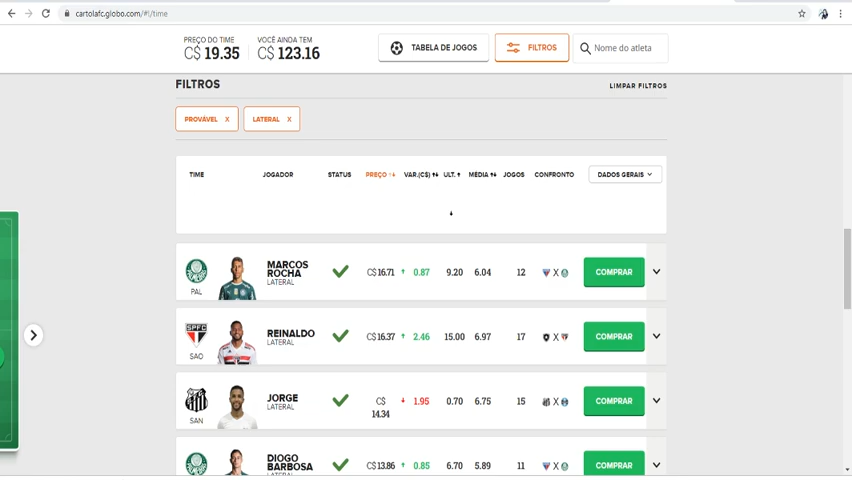 cartolafc.globo.com/#!/time
PREÇO DO TIME
C$ 19.35
VOCÊ AINDA TEM
C$ 123.16
TABELA DE JOGOS
FILTROS
Nome do atleta
FILTROS
LIMPAR FILTROS
PROVÁVEL X
LATERAL X
TIME JOGADOR STATUS PREÇO VAR.(C$) ULT. MÉDIA JOGOS CONFRONTO DADOS GERAIS
PAL
MARCOS
ROCHA
LATERAL
C$ 16.71 0.87 9.20 6.04 12 X COMPRAR
SPFC
SAO
REINALDO
LATERAL
C$ 16.37 2.46 15.00 6.97 17 X COMPRAR
SAN
JORGE
LATERAL
C$
14.34
1.95 0.70 6.75 15 X COMPRAR
DIOGO
BARBOSA
LATERAL
C$ 13.86 0.85 6.70 5.89 11 X COMPRAR